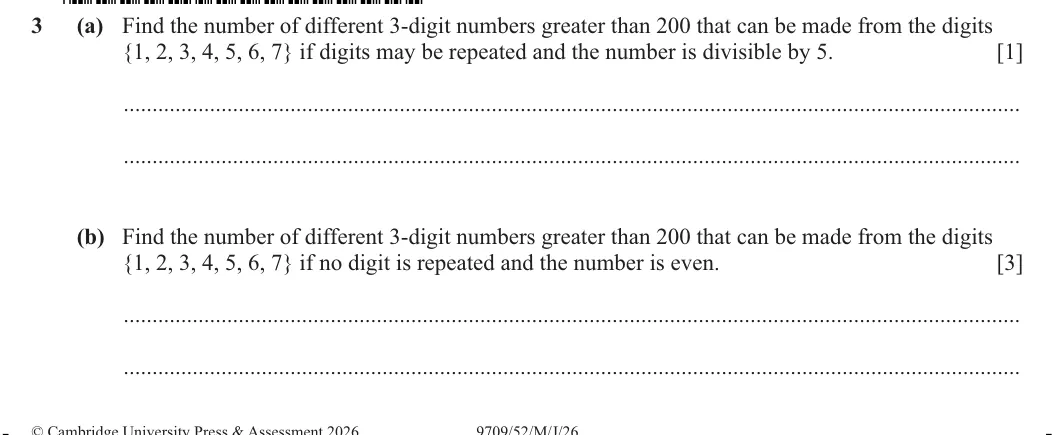 3 (a) Find the number of different 3-digit numbers greater than 200 that can be made from the digits
{1, 2, 3, 4, 5, 6, 7} if digits may be repeated and the number is divisible by 5. [1]
(b) Find the number of different 3-digit numbers greater than 200 that can be made from the digits
{1, 2, 3, 4, 5, 6, 7} if no digit is repeated and the number is even. [3]
© Cambridge University Press & Assessment 2026 9709/52/M/J/26